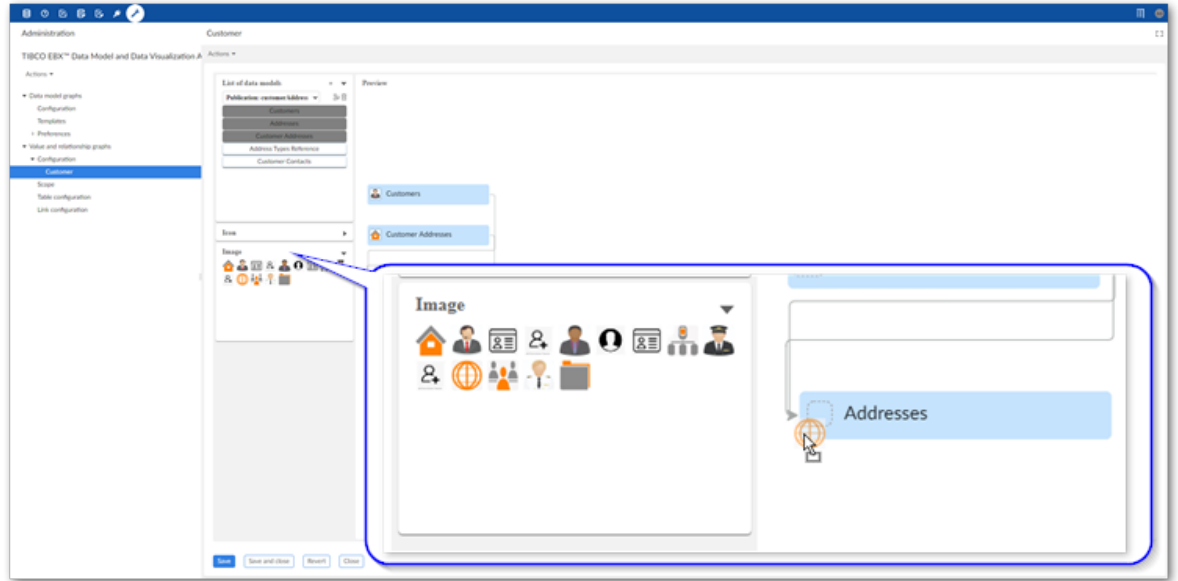 Administration
Customer
TIBCO EBX™ Data Model and Data Visualization A
Actions
Actions
Data model graphs
Configuration
Templates
Preferences
Value and relationship graphs
Configuration
Customer
Scope
Table configuration
Link configuration
List of data models
Publication: customerAddress
Customers
Addresses
Customer Addresses
Address Types Reference
Customer Contacts
Icon
Image
Preview
Customers
Customer Addresses
Image
Addresses
Save
Save and close
Revert
Close